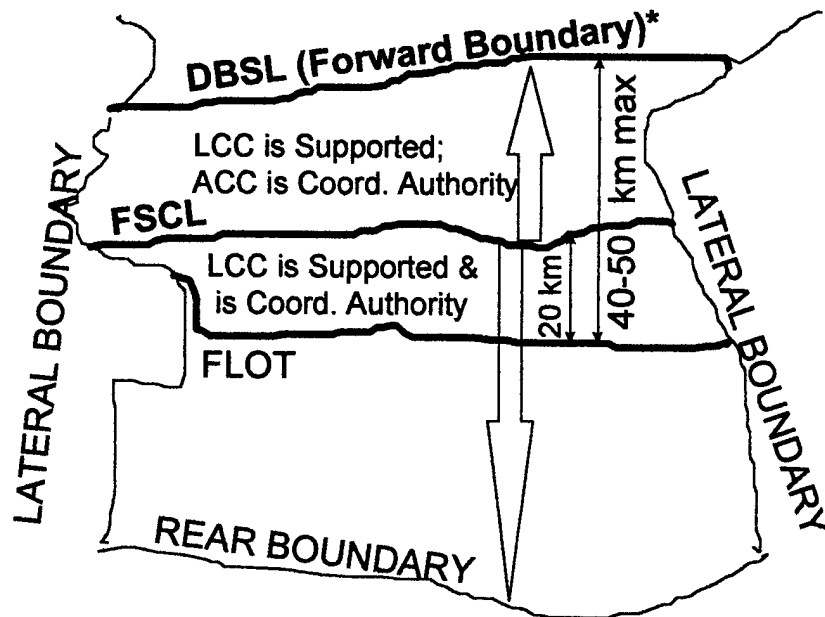 DBSL (Forward Boundary)*
LCC is Supported;
ACC is Coord. Authority
FSCL
LCC is Supported &
is Coord. Authority
20 km
40-50 km max
FLOT
LATERAL BOUNDARY
LATERAL BOUNDARY
REAR BOUNDARY